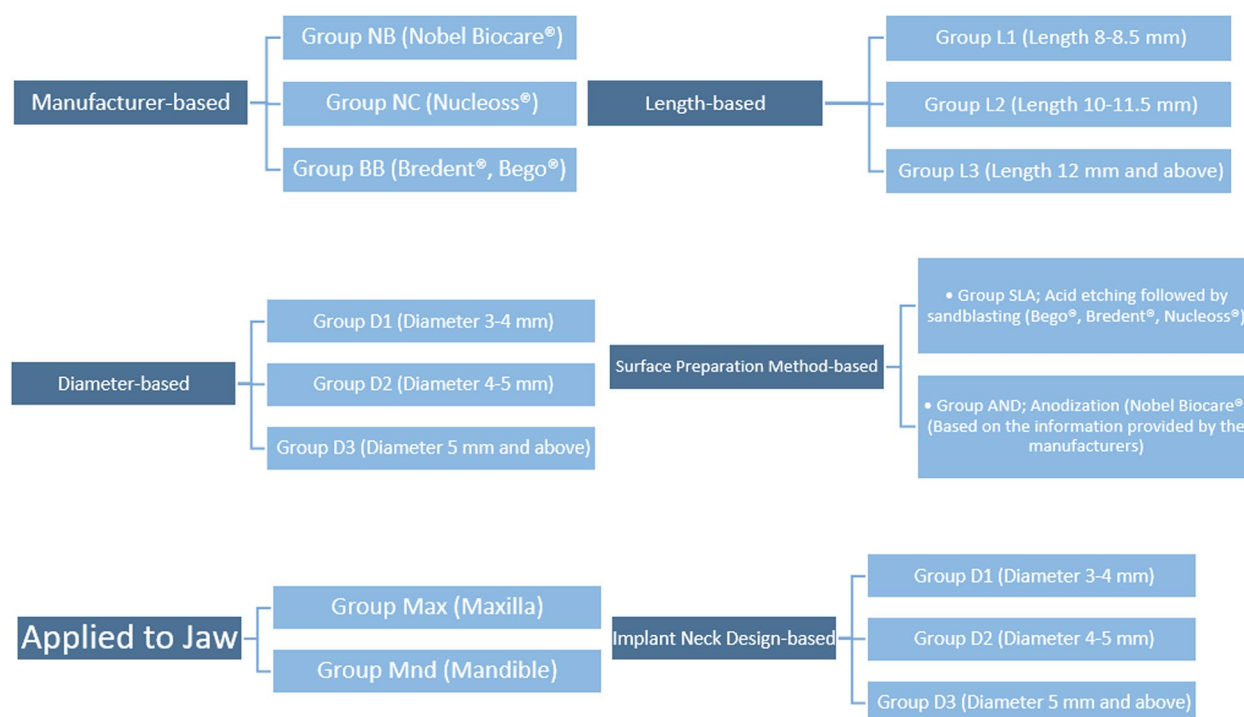 Manufacturer-based
Group NB (Nobel Biocare®)
Group NC (Nucleoss®)
Group BB (Bredent®, Bego®)
Length-based
Group L1 (Length 8-8.5 mm)
Group L2 (Length 10-11.5 mm)
Group L3 (Length 12 mm and above)
Diameter-based
Group D1 (Diameter 3-4 mm)
Group D2 (Diameter 4-5 mm)
Group D3 (Diameter 5 mm and above)
Surface Preparation Method-based
• Group SLA; Acid etching followed by
sandblasting (Bego®, Bredent®, Nucleoss®)
• Group AND; Anodization (Nobel Biocare®
(Based on the information provided by the
manufacturers)
Applied to Jaw
Group Max (Maxilla)
Group Mnd (Mandible)
Implant Neck Design-based
Group D1 (Diameter 3-4 mm)
Group D2 (Diameter 4-5 mm)
Group D3 (Diameter 5 mm and above)